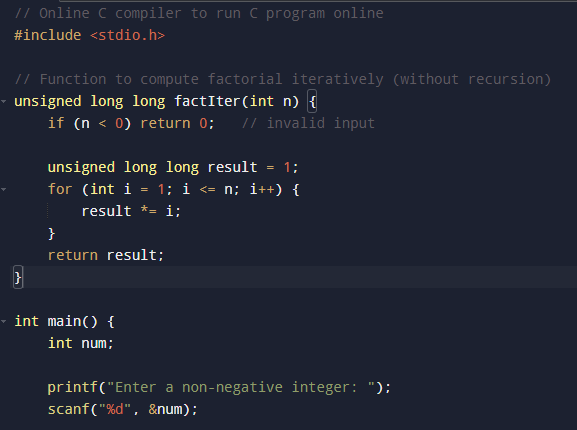 // Online C compiler to run C program online
#include <stdio.h>
// Function to compute factorial iteratively (without recursion)
unsigned long long factIter(int n) {
    if (n < 0) return 0;   // invalid input
    unsigned long long result = 1;
    for (int i = 1; i <= n; i++) {
        result *= i;
    }
    return result;
}
int main() {
    int num;
    printf("Enter a non-negative integer: ");
    scanf("%d", &num);